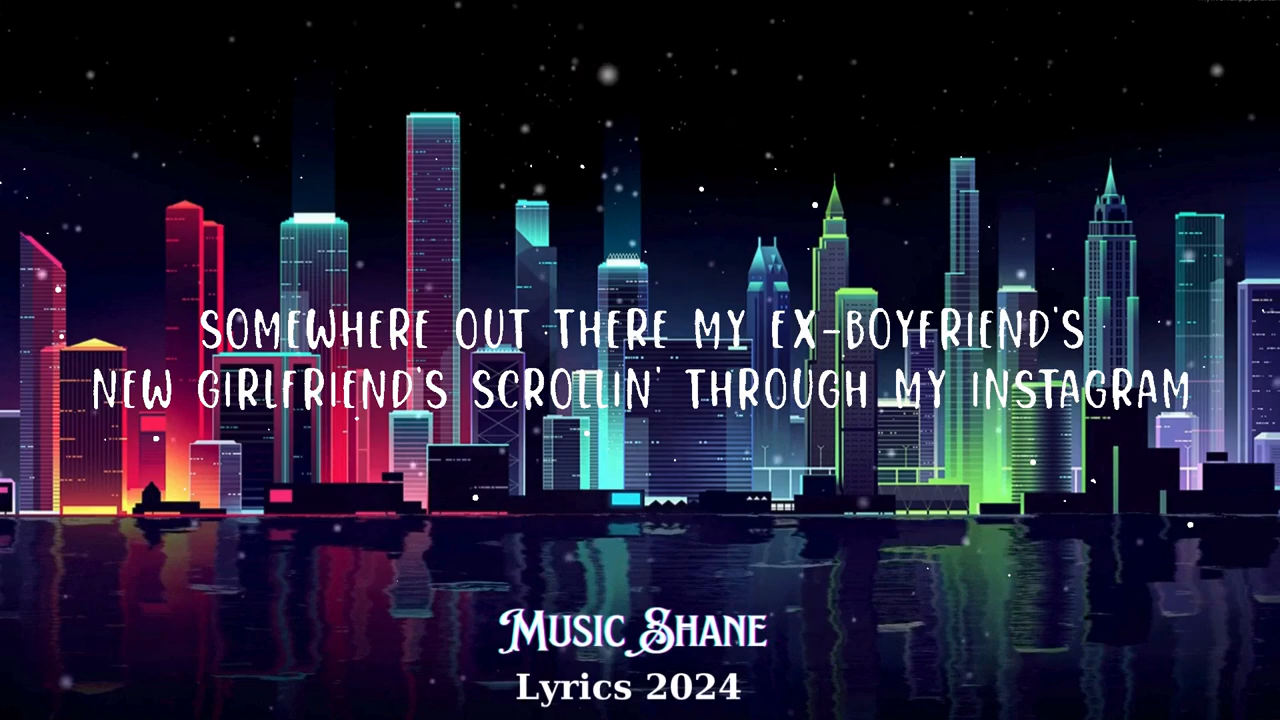 SOMEWHERE OUT THERE MY EX-BOYFRIEND'S
NEW GIRLFRIEND'S SCROLLIN' THROUGH MY INSTAGRAM
MUSIC SHANE
Lyrics 2024